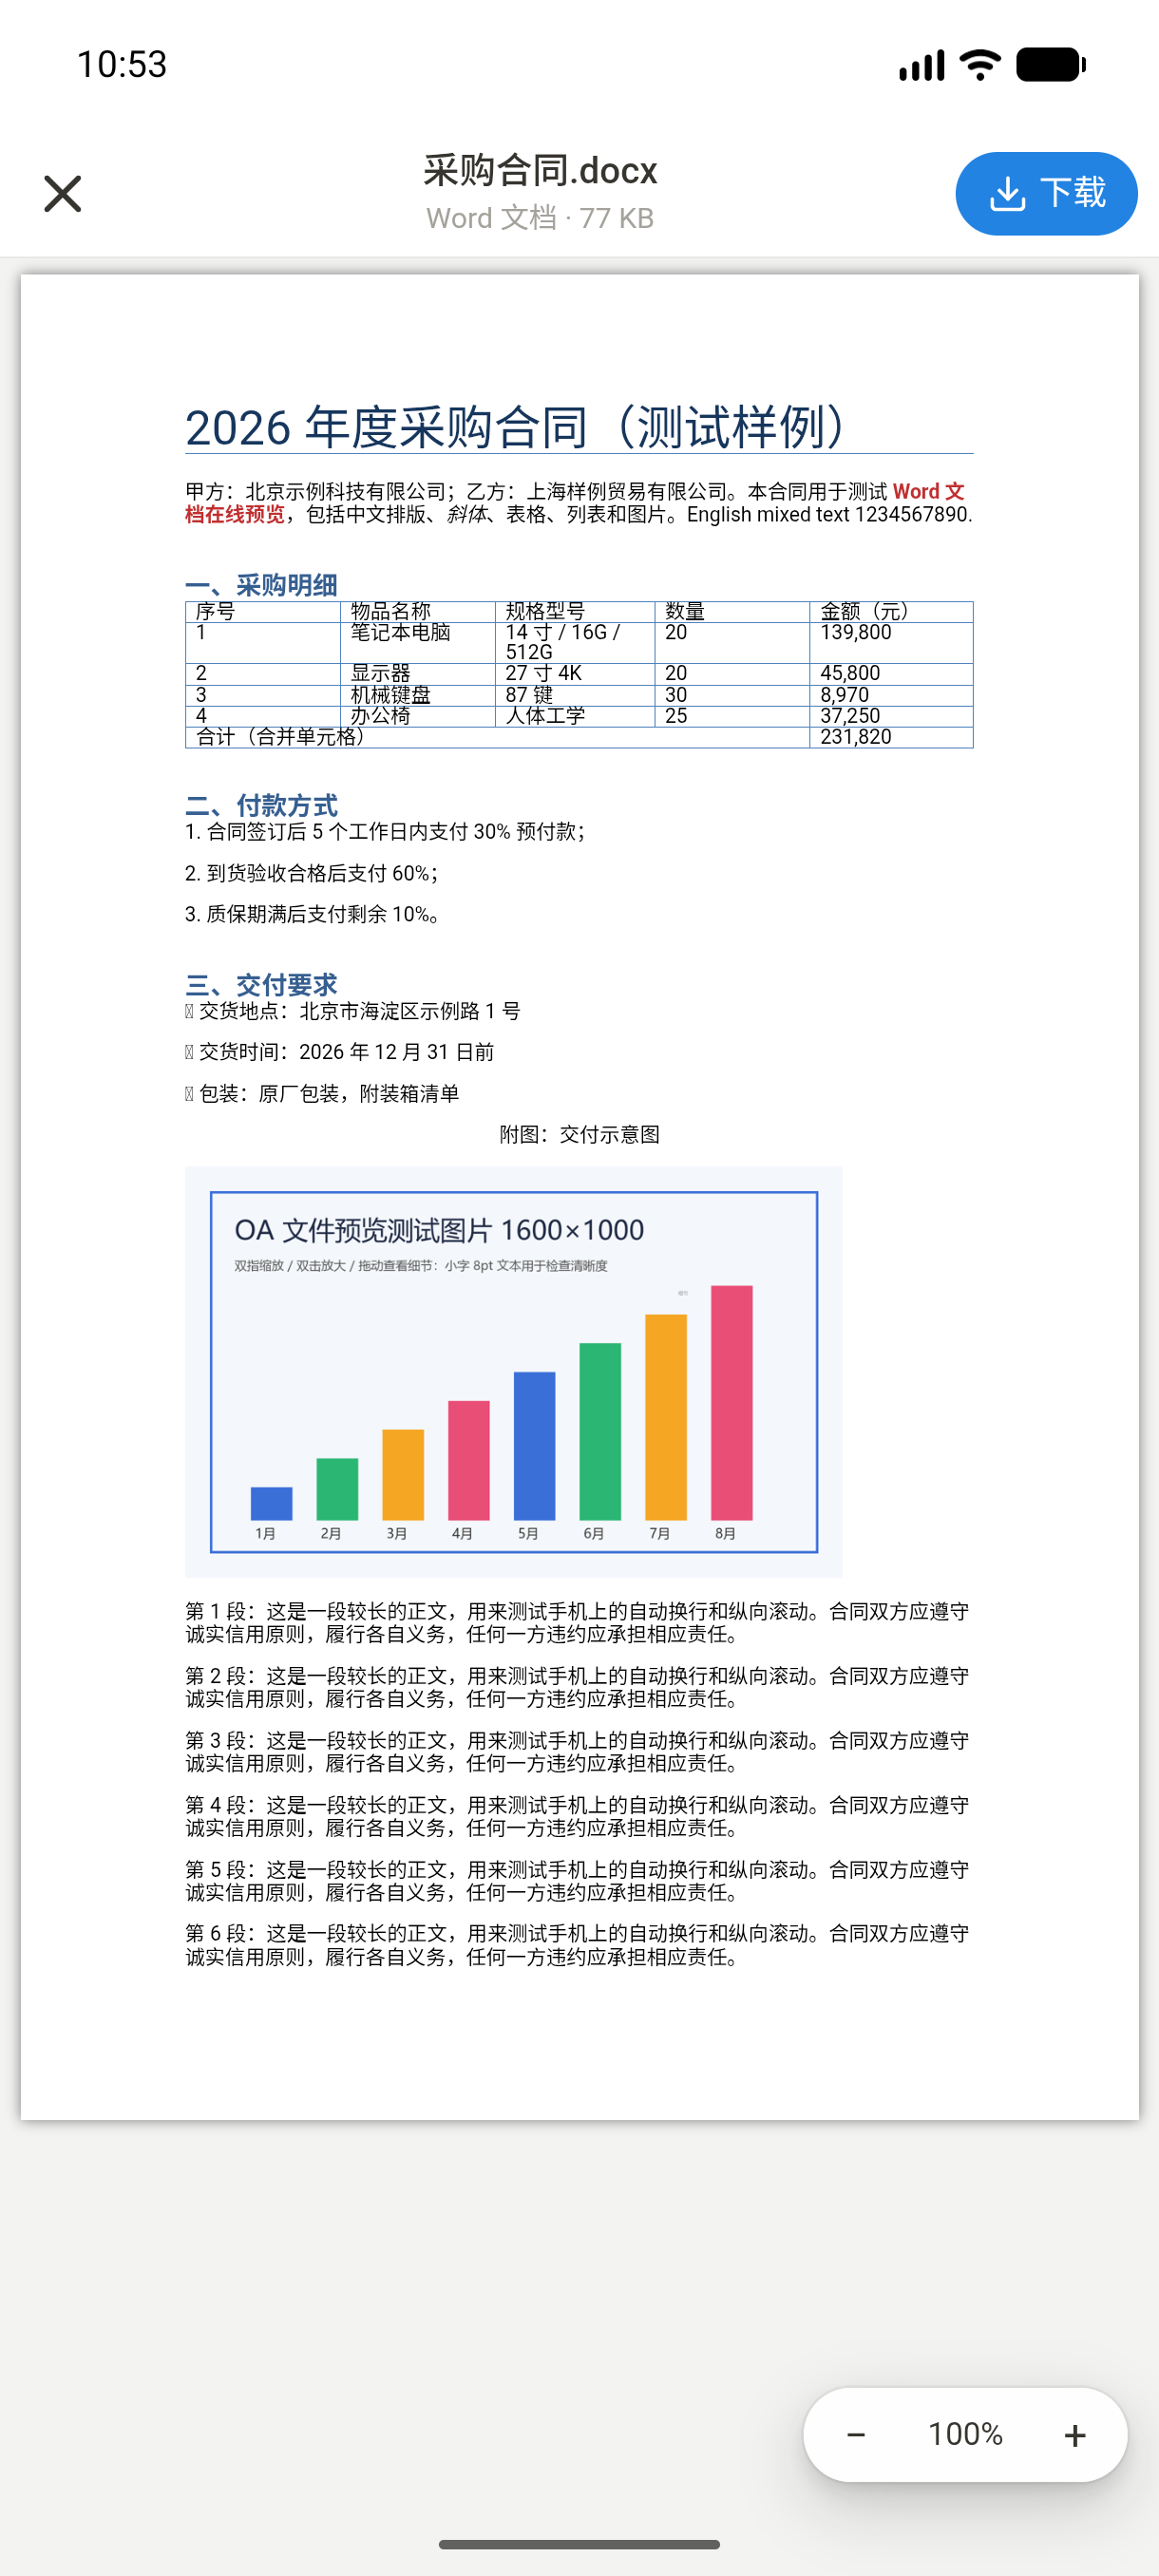 10:53
采购合同.docx
Word 文档 · 77 KB
下载
2026 年度采购合同（测试样例）
甲方：北京示例科技有限公司；乙方：上海样例贸易有限公司。本合同用于测试 Word 文
档在线预览，包括中文排版、斜体、表格、列表和图片。English mixed text 1234567890.
一、采购明细
序号 物品名称 规格型号 数量 金额（元）
1 笔记本电脑 14 寸 / 16G / 20 139,800
512G
2 显示器 27 寸 4K 20 45,800
3 机械键盘 87 键 30 8,970
4 办公椅 人体工学 25 37,250
合计（合并单元格） 231,820
二、付款方式
1. 合同签订后 5 个工作日内支付 30% 预付款；
2. 到货验收合格后支付 60%；
3. 质保期满后支付剩余 10%。
三、交付要求
交货地点：北京市海淀区示例路 1 号
交货时间：2026 年 12 月 31 日前
包装：原厂包装，附装箱清单
附图：交付示意图
OA 文件预览测试图片 1600×1000
双指缩放 / 双击放大 / 拖动查看细节：小字 8pt 文本用于检查清晰度
1月 2月 3月 4月 5月 6月 7月 8月
第 1 段：这是一段较长的正文，用来测试手机上的自动换行和纵向滚动。合同双方应遵守
诚实信用原则，履行各自义务，任何一方违约应承担相应责任。
第 2 段：这是一段较长的正文，用来测试手机上的自动换行和纵向滚动。合同双方应遵守
诚实信用原则，履行各自义务，任何一方违约应承担相应责任。
第 3 段：这是一段较长的正文，用来测试手机上的自动换行和纵向滚动。合同双方应遵守
诚实信用原则，履行各自义务，任何一方违约应承担相应责任。
第 4 段：这是一段较长的正文，用来测试手机上的自动换行和纵向滚动。合同双方应遵守
诚实信用原则，履行各自义务，任何一方违约应承担相应责任。
第 5 段：这是一段较长的正文，用来测试手机上的自动换行和纵向滚动。合同双方应遵守
诚实信用原则，履行各自义务，任何一方违约应承担相应责任。
第 6 段：这是一段较长的正文，用来测试手机上的自动换行和纵向滚动。合同双方应遵守
诚实信用原则，履行各自义务，任何一方违约应承担相应责任。
− 100% +